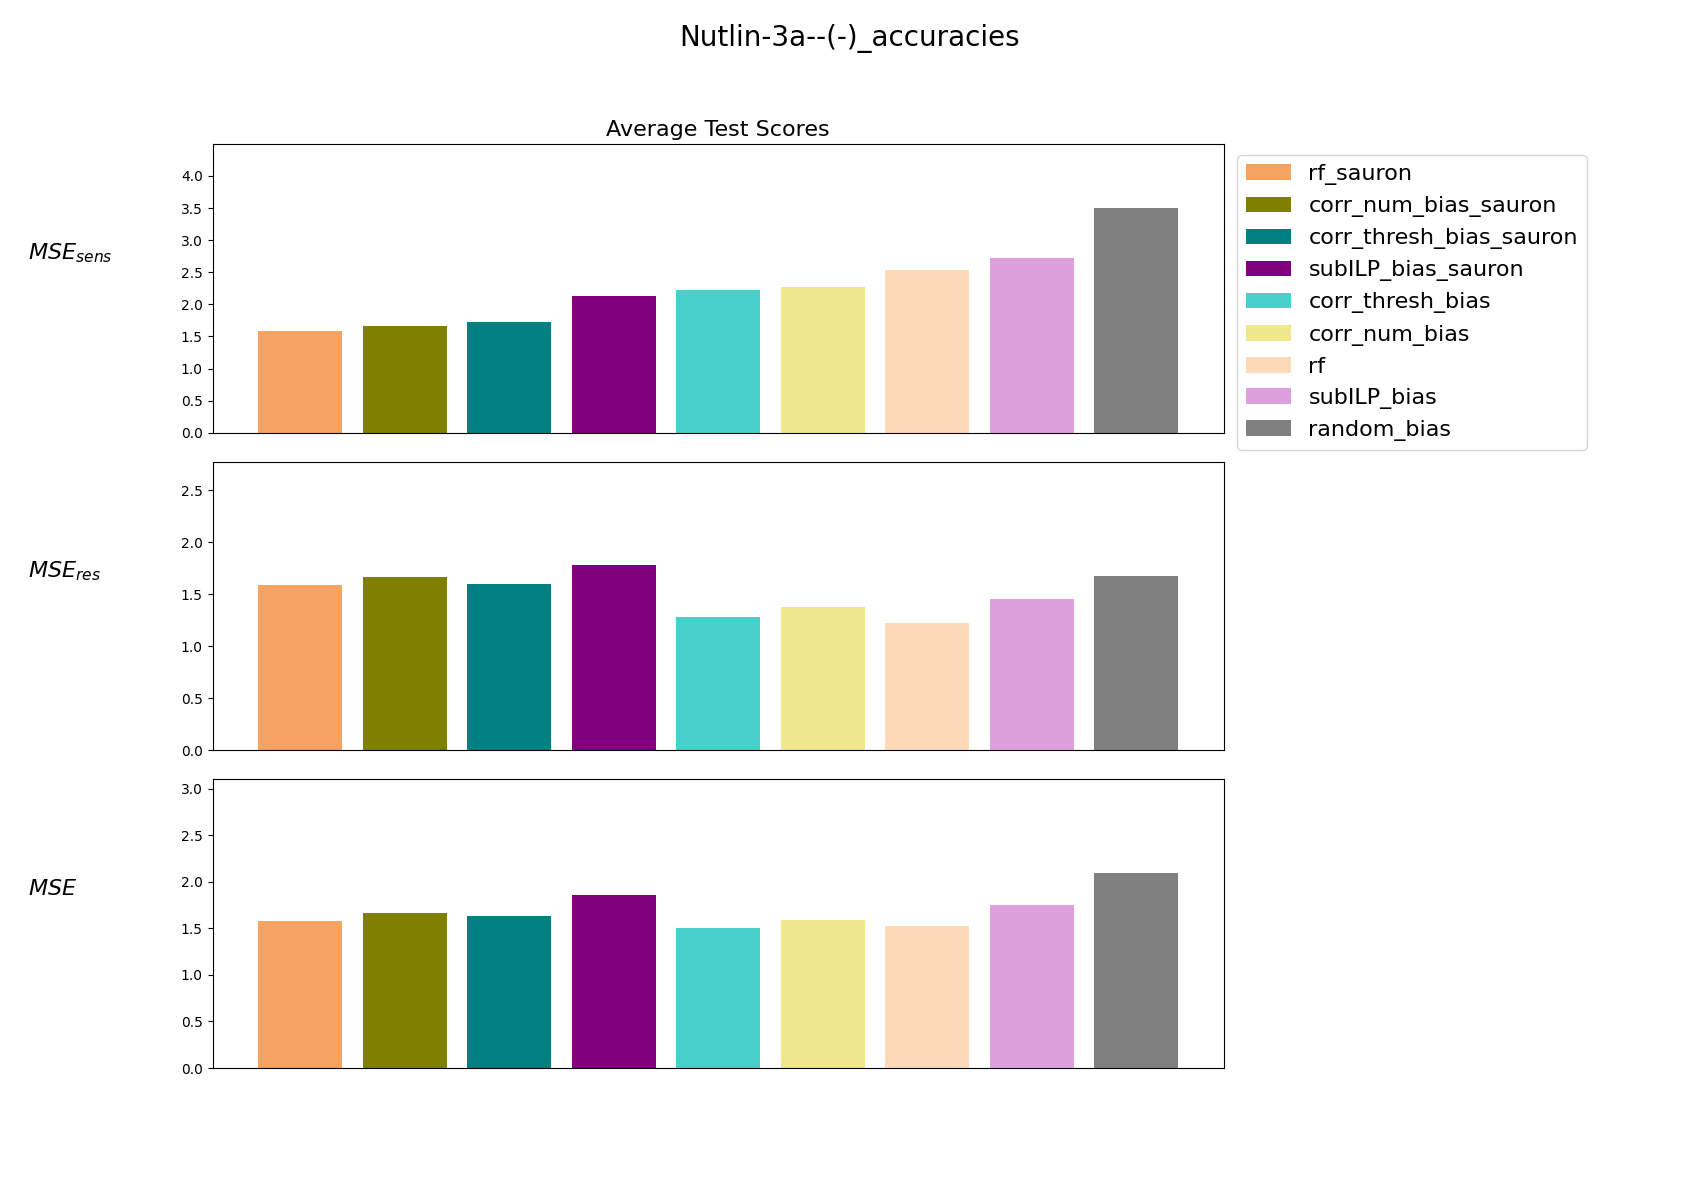 Nutlin-3a--(-)_accuracies
Average Test Scores
MSE_sens
4.0
3.5
3.0
2.5
2.0
1.5
1.0
0.5
0.0
rf_sauron
corr_num_bias_sauron
corr_thresh_bias_sauron
subILP_bias_sauron
corr_thresh_bias
corr_num_bias
rf
subILP_bias
random_bias
MSE_res
2.5
2.0
1.5
1.0
0.5
0.0
MSE
3.0
2.5
2.0
1.5
1.0
0.5
0.0